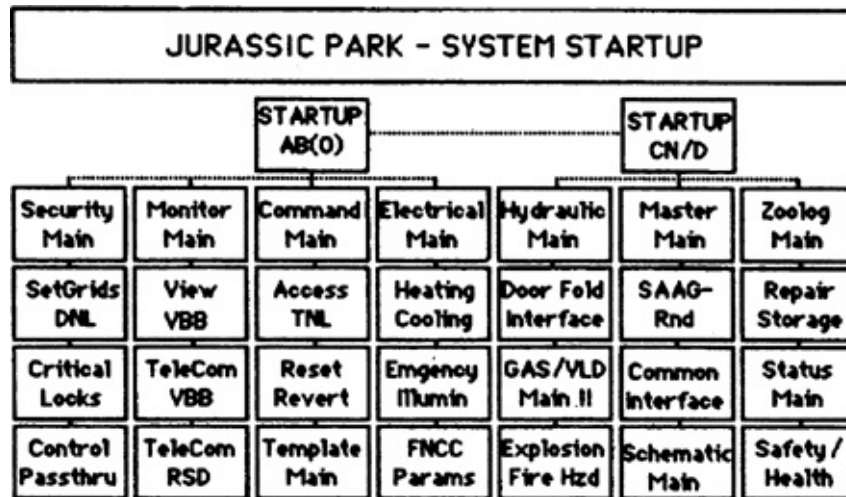 JURASSIC PARK - SYSTEM STARTUP
STARTUP
AB(0)
STARTUP
CN/D
Security
Main
Monitor
Main
Command
Main
Electrical
Main
Hydraulic
Main
Master
Main
Zoolog
Main
SetGrids
DNL
View
VBB
Access
TNL
Heating
Cooling
Door Fold
Interface
SAAG-
Rnd
Repair
Storage
Critical
Locks
TeleCom
VBB
Reset
Revert
Emgency
Illumin
GAS/VLD
Main II
Common
Interface
Status
Main
Control
Passthru
TeleCom
RSD
Template
Main
FNCC
Params
Explosion
Fire Hzd
Schematic
Main
Safety/
Health